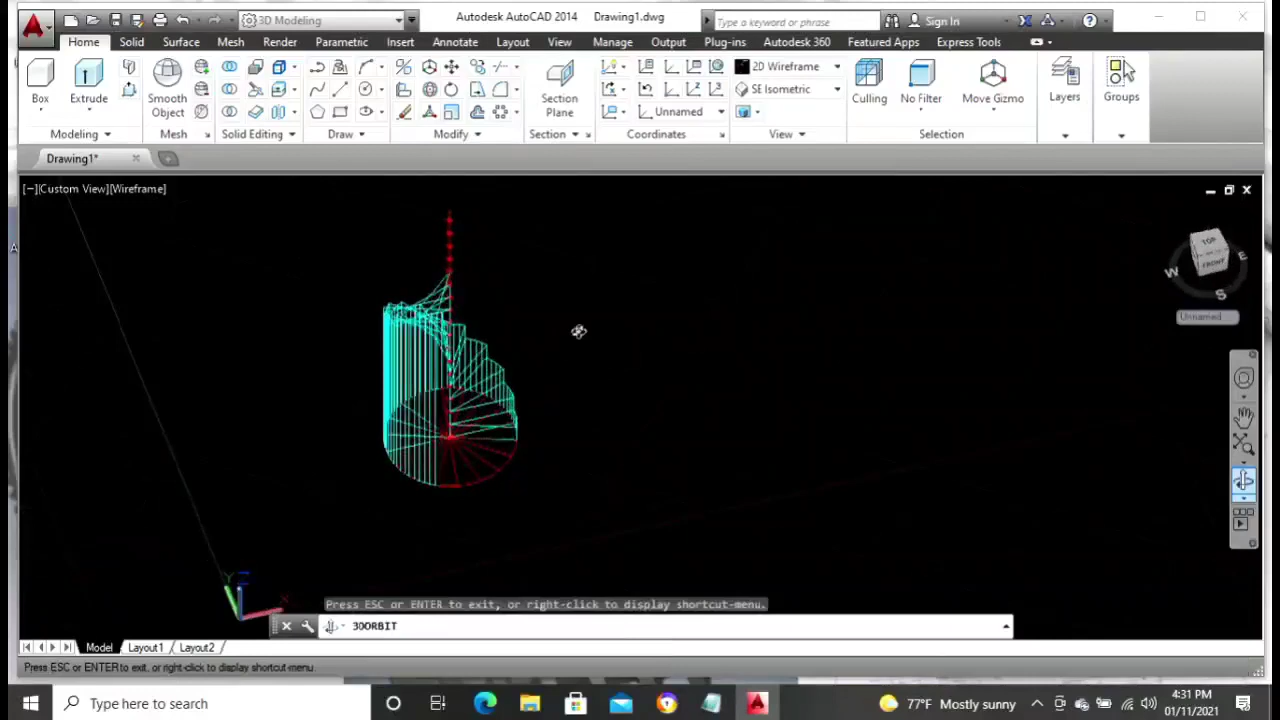 3D Modeling
Autodesk AutoCAD 2014 Drawing1.dwg
Type a keyword or phrase
Sign In
Home Solid Surface Mesh Render Parametric Insert Annotate Layout View Manage Output Plug-ins Autodesk 360 Featured Apps Express Tools
2D Wireframe
SE Isometric
Unnamed
Box Extrude Smooth Object Section Plane Culling No Filter Move Gizmo Layers Groups
Modeling Mesh Solid Editing Draw Modify Section Coordinates View Selection
Drawing1*
[−][Custom View][Wireframe]
A
TOP
FRONT
W E
S
Unnamed
Y
X
Press ESC or ENTER to exit, or right-click to display shortcut-menu.
3DORBIT
Model Layout1 Layout2
Press ESC or ENTER to exit, or right-click to display shortcut-menu.
Type here to search
77°F Mostly sunny
4:31 PM
01/11/2021